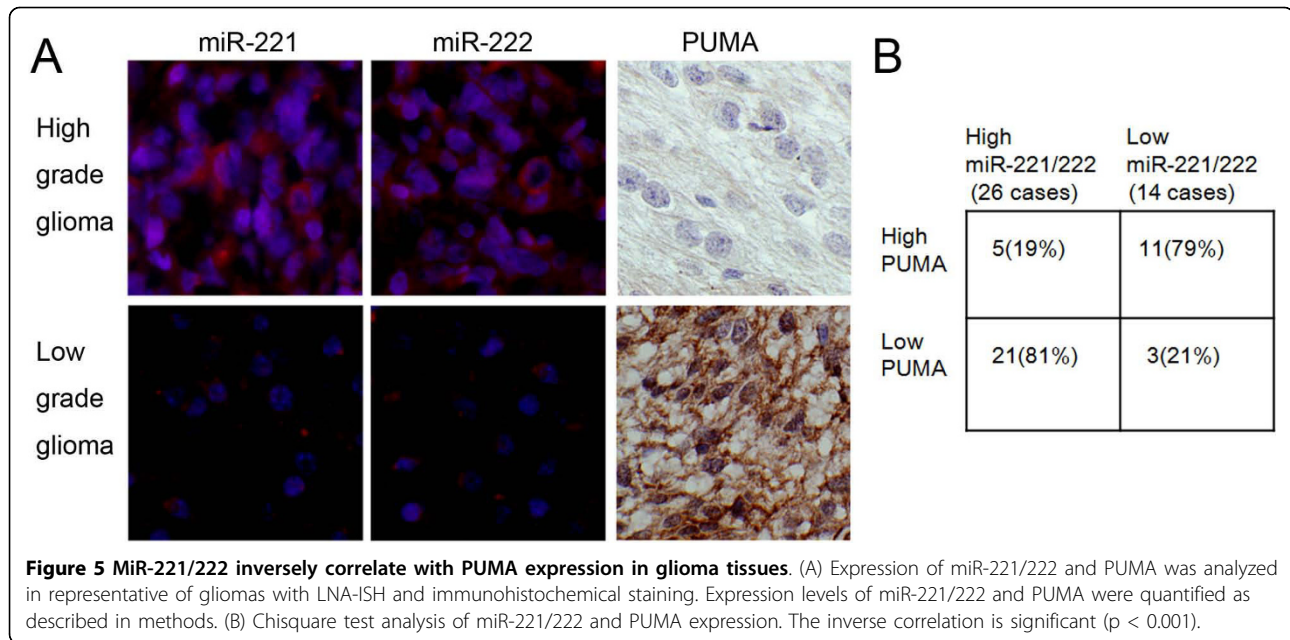 A
miR-221 miR-222 PUMA
High
grade
glioma
Low
grade
glioma
B
High
miR-221/222
(26 cases)
Low
miR-221/222
(14 cases)
High
PUMA
5(19%) 11(79%)
Low
PUMA
21(81%) 3(21%)
Figure 5 MiR-221/222 inversely correlate with PUMA expression in glioma tissues. (A) Expression of miR-221/222 and PUMA was analyzed
in representative of gliomas with LNA-ISH and immunohistochemical staining. Expression levels of miR-221/222 and PUMA were quantified as
described in methods. (B) Chisquare test analysis of miR-221/222 and PUMA expression. The inverse correlation is significant (p < 0.001).